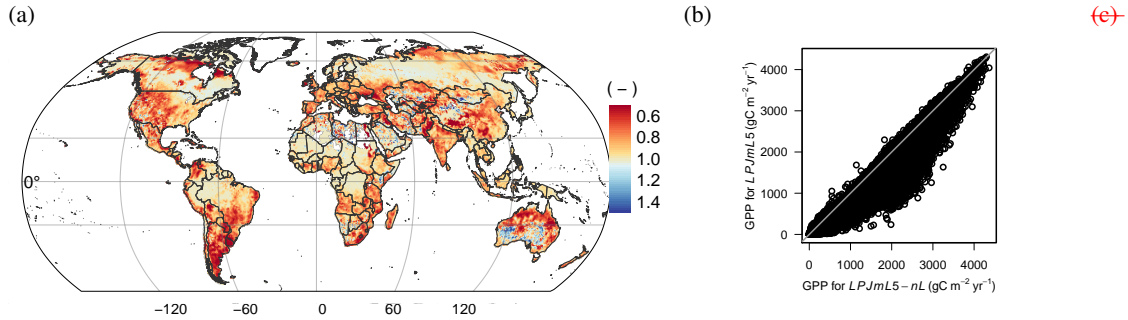 (a)
(−)
0.6
0.8
1.0
1.2
1.4
0°
−120 −60 0 60 120
(b)
GPP for LPJmL5 (gC m⁻² yr⁻¹)
4000
3000
2000
1000
0
0 1000 2000 3000 4000
GPP for LPJmL5−nL (gC m⁻² yr⁻¹)
(c)